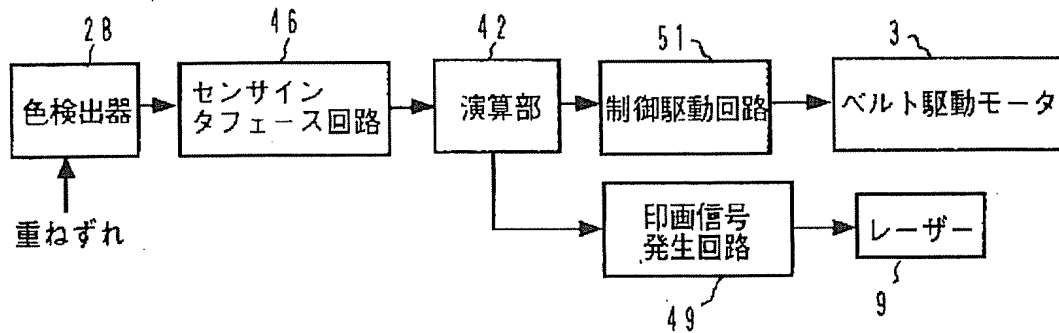 28
46
42
51
3
色検出器
センサイン
タフェース回路
演算部
制御駆動回路
ベルト駆動モータ
重ねずれ
印画信号
発生回路
レーザー
49
9